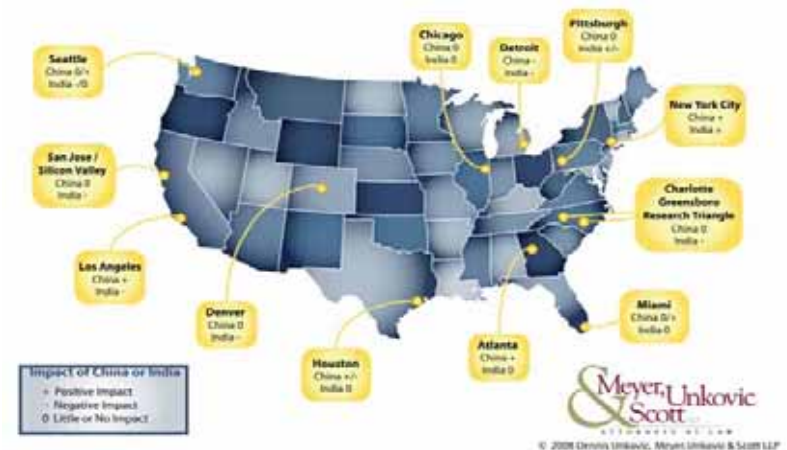 Seattle
China 0/+
India -/0
San Jose /
Silicon Valley
China 0
India -
Los Angeles
China +
India -
Denver
China 0
India -
Houston
China +/-
India 0
Chicago
China 0
India 0
Detroit
China -
India -
Pittsburgh
China 0
India +/-
New York City
China +
India +
Charlotte
Greensboro
Research Triangle
China 0
India -
Miami
China 0/+
India 0
Atlanta
China +
India 0
Impact of China or India
+ Positive Impact
- Negative Impact
0 Little or No Impact
Meyer, Unkovic
& Scott LLP
ATTORNEYS AT LAW
© 2008 Dennis Unkovic, Meyer, Unkovic & Scott LLP